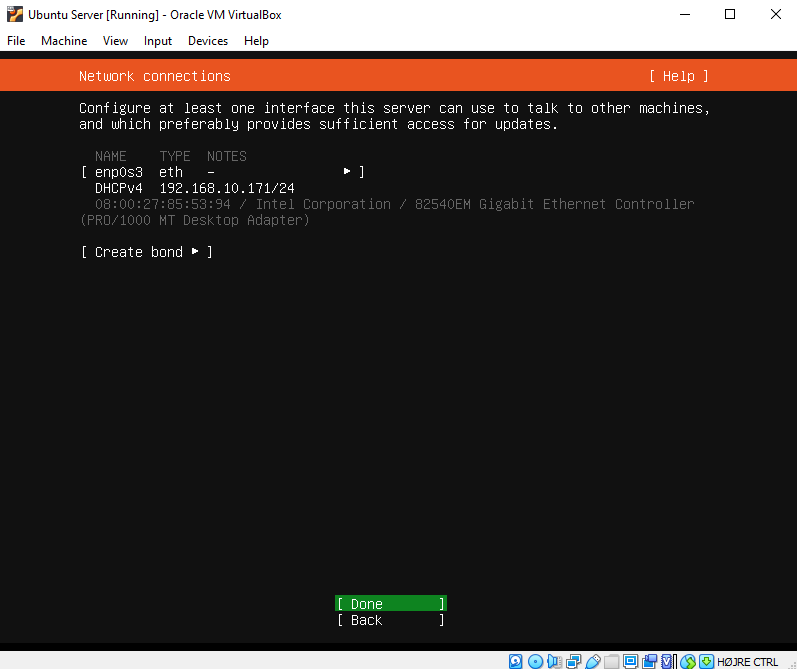 Ubuntu Server [Running] - Oracle VM VirtualBox
File Machine View Input Devices Help
Network connections [ Help ]
Configure at least one interface this server can use to talk to other machines,
and which preferably provides sufficient access for updates.
NAME TYPE NOTES
[ enp0s3 eth - ▸ ]
DHCPv4 192.168.10.171/24
08:00:27:85:53:94 / Intel Corporation / 82540EM Gigabit Ethernet Controller
(PRO/1000 MT Desktop Adapter)
[ Create bond ▸ ]
[ Done ]
[ Back ]
HØJRE CTRL